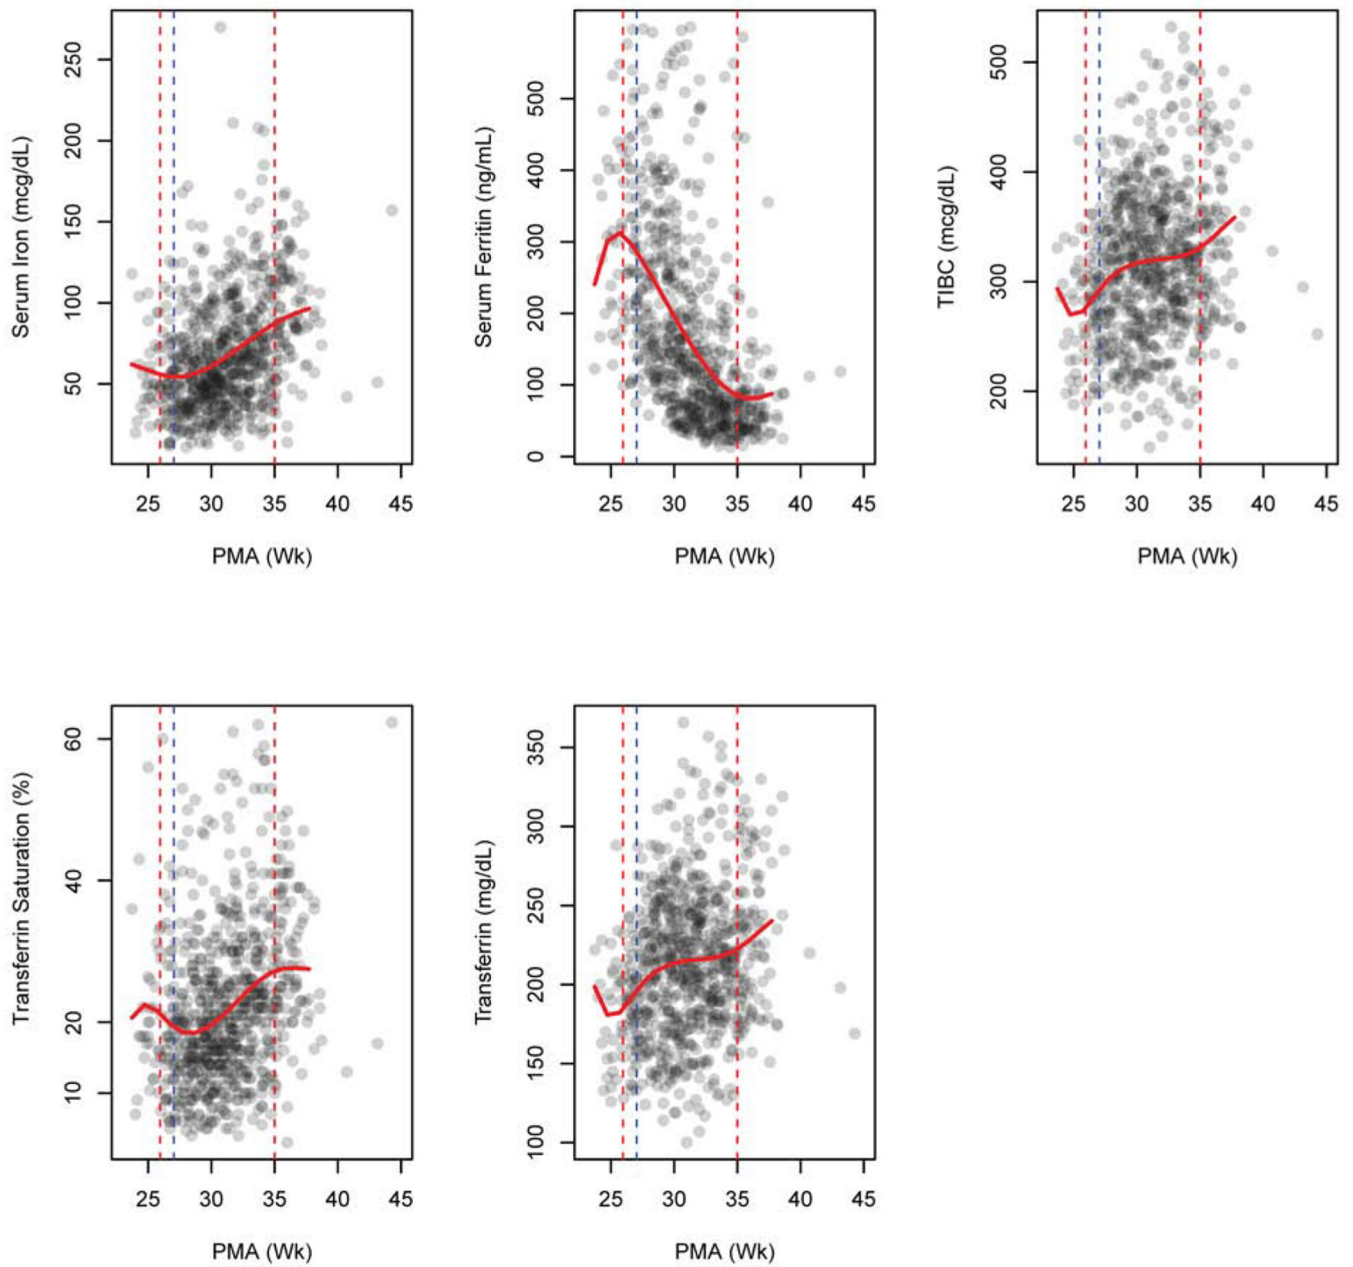 Serum Iron (mcg/dL)
250
200
150
100
50
25 30 35 40 45
PMA (Wk)
Serum Ferritin (ng/mL)
500
400
300
200
100
0
25 30 35 40 45
PMA (Wk)
TIBC (mcg/dL)
500
400
300
200
25 30 35 40 45
PMA (Wk)
Transferrin Saturation (%)
60
40
20
10
25 30 35 40 45
PMA (Wk)
Transferrin (mg/dL)
350
300
250
200
150
100
25 30 35 40 45
PMA (Wk)